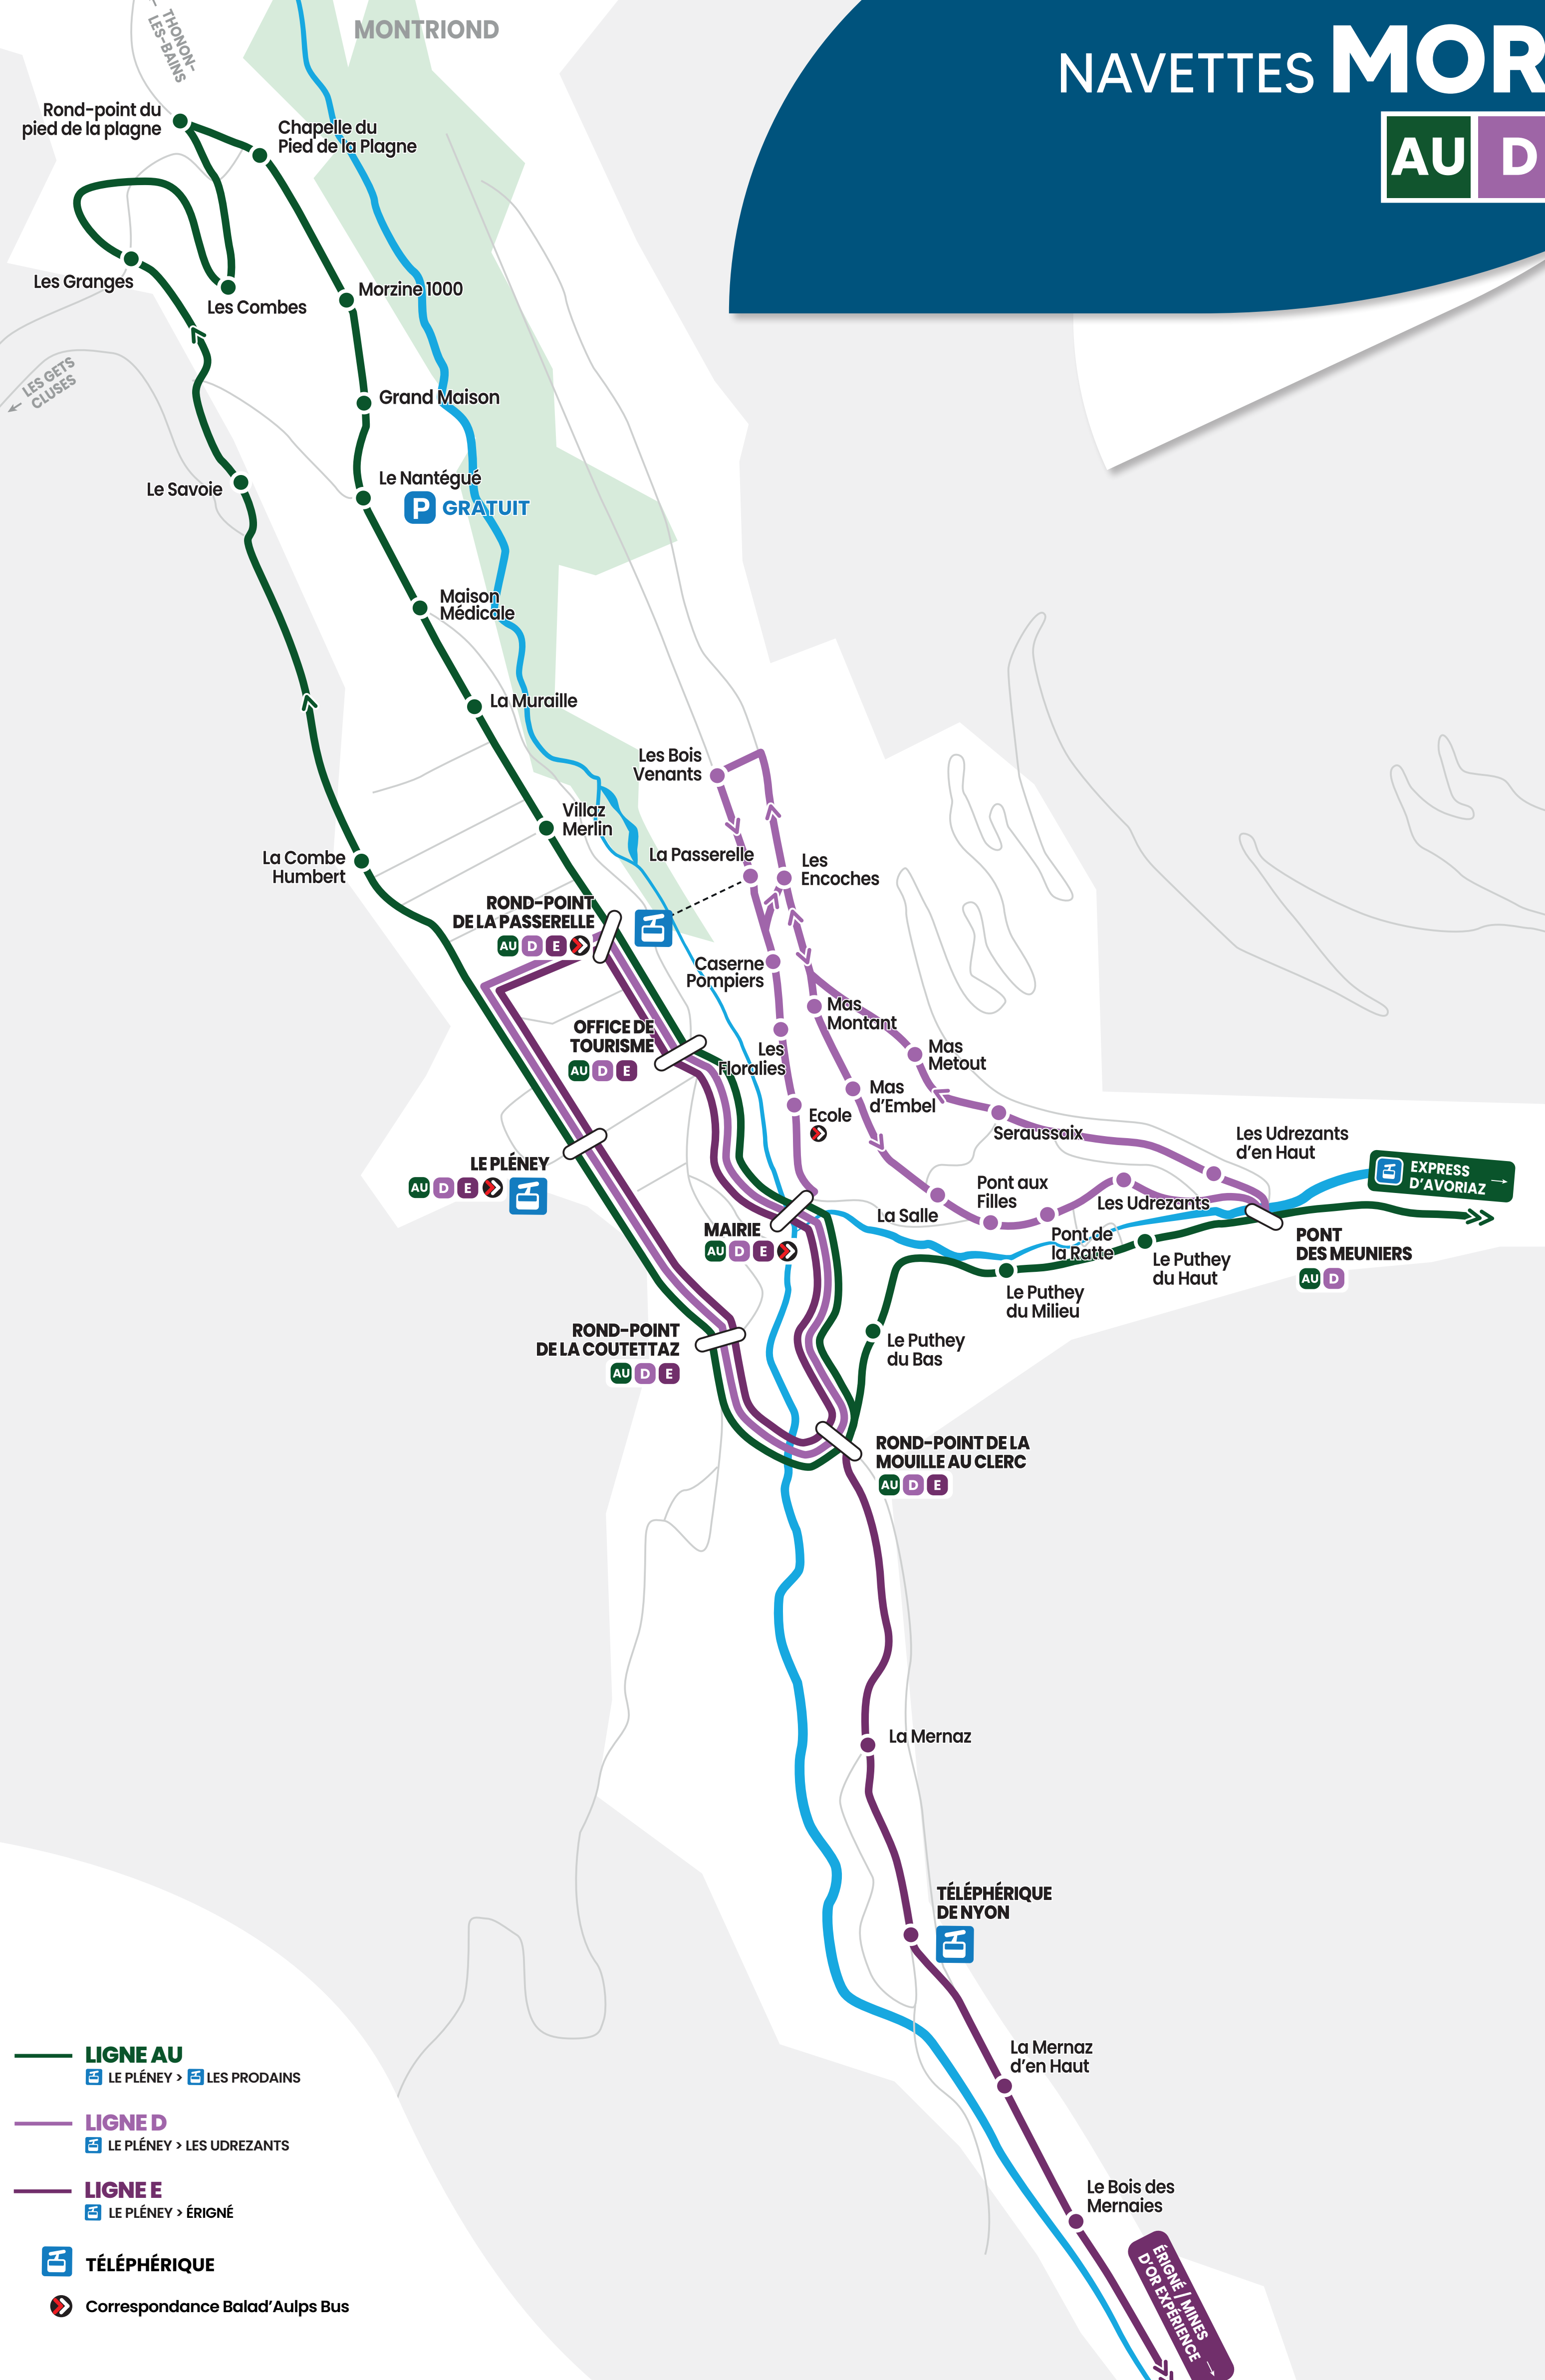 MONTRIOND
THONON-
LES-BAINS
NAVETTES MOR
AU D
Rond-point du
pied de la plagne
Chapelle du
Pied de la Plagne
Les Granges
Les Combes
Morzine 1000
LES GETS
CLUSES
Grand Maison
Le Savoie
Le Nantégué
P GRATUIT
Maison
Médicale
La Muraille
Les Bois
Venants
Villaz
Merlin
La Combe
Humbert
La Passerelle
Les
Encoches
ROND-POINT
DE LA PASSERELLE
AU D E
Caserne
Pompiers
Mas
Montant
OFFICE DE
TOURISME
AU D E
Les
Floralies
Mas
Metout
Mas
d'Embel
Ecole
Seraussaix
Les Udrezants
d'en Haut
EXPRESS
D'AVORIAZ
LE PLÉNEY
AU D E
Pont aux
Filles
La Salle
Les Udrezants
MAIRIE
AU D E
Pont de
la Ratte
Le Puthey
du Haut
PONT
DES MEUNIERS
AU D
Le Puthey
du Milieu
ROND-POINT
DE LA COUTETTAZ
AU D E
Le Puthey
du Bas
ROND-POINT DE LA
MOUILLE AU CLERC
AU D E
La Mernaz
TÉLÉPHÉRIQUE
DE NYON
La Mernaz
d'en Haut
Le Bois des
Mernaies
ÉRIGNÉ / MINES
D'OR EXPÉRIENCE
LIGNE AU
LE PLÉNEY > LES PRODAINS
LIGNE D
LE PLÉNEY > LES UDREZANTS
LIGNE E
LE PLÉNEY > ÉRIGNÉ
TÉLÉPHÉRIQUE
Correspondance Balad'Aulps Bus